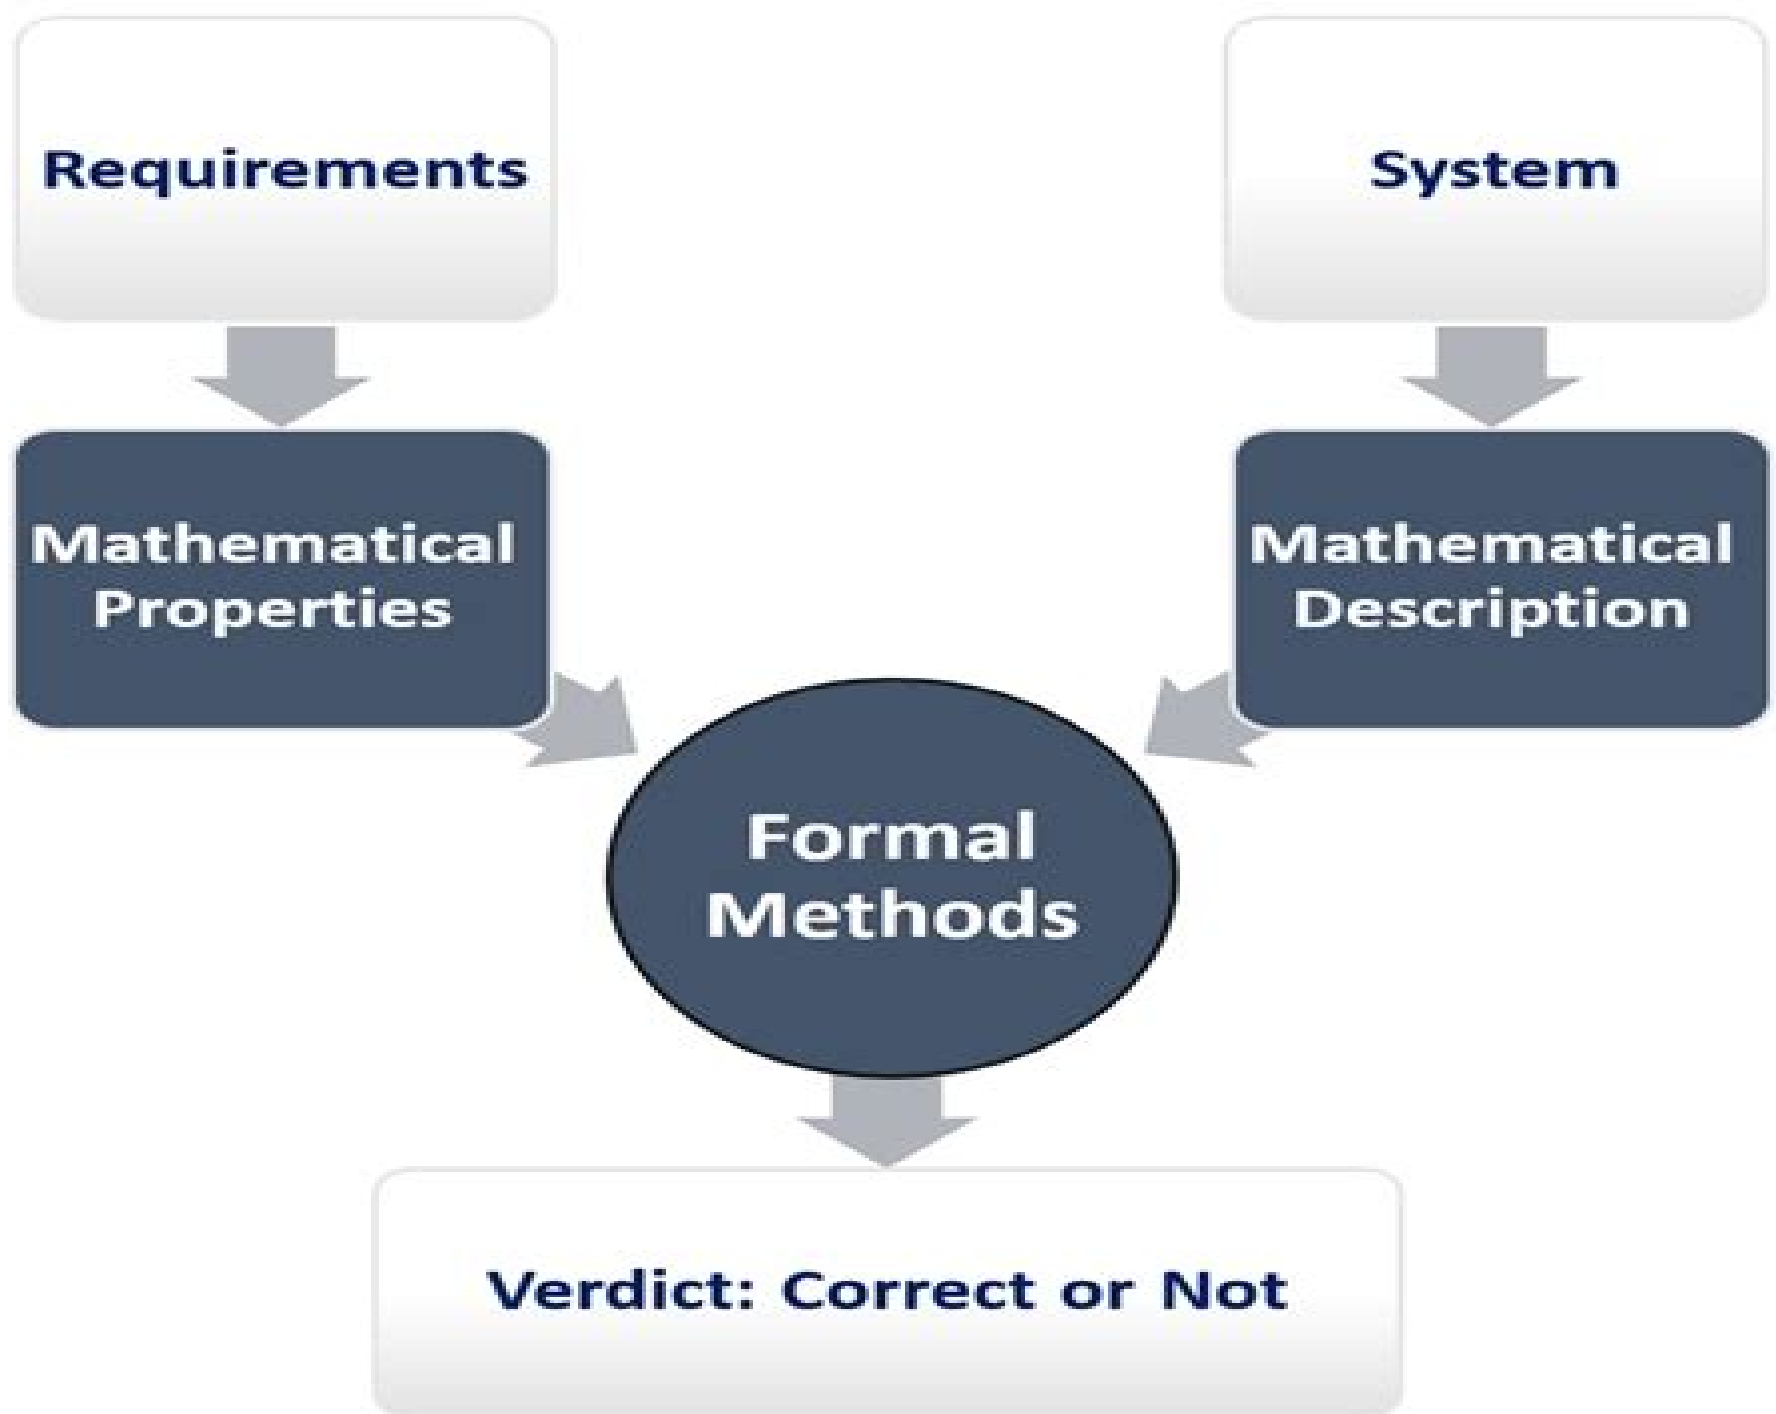 Requirements
System
Mathematical
Properties
Mathematical
Description
Formal
Methods
Verdict: Correct or Not